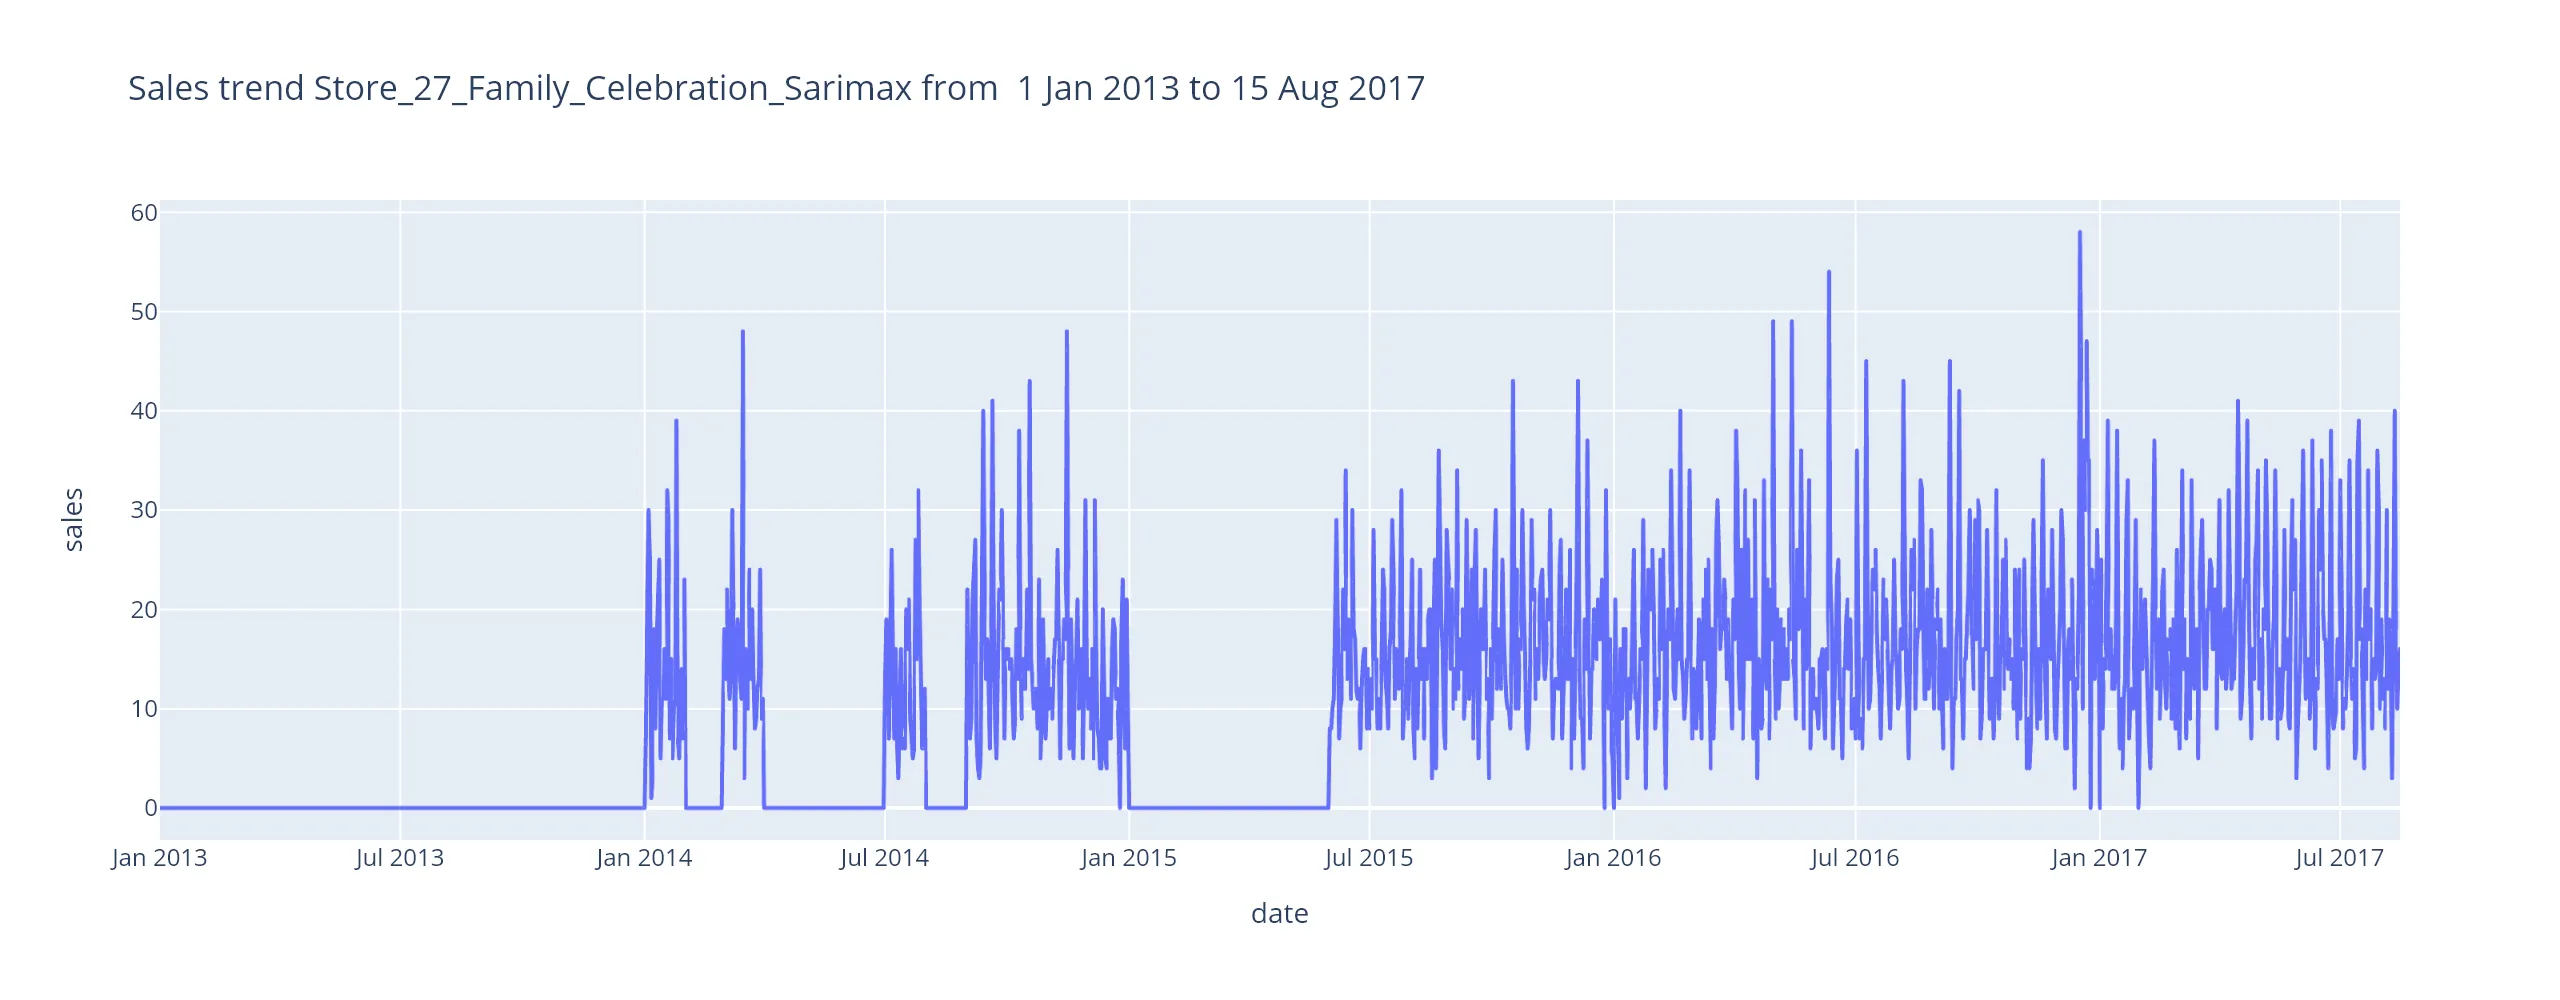 Sales trend Store_27_Family_Celebration_Sarimax from  1 Jan 2013 to 15 Aug 2017
60
50
40
30
20
10
0
sales
Jan 2013 Jul 2013 Jan 2014 Jul 2014 Jan 2015 Jul 2015 Jan 2016 Jul 2016 Jan 2017 Jul 2017
date